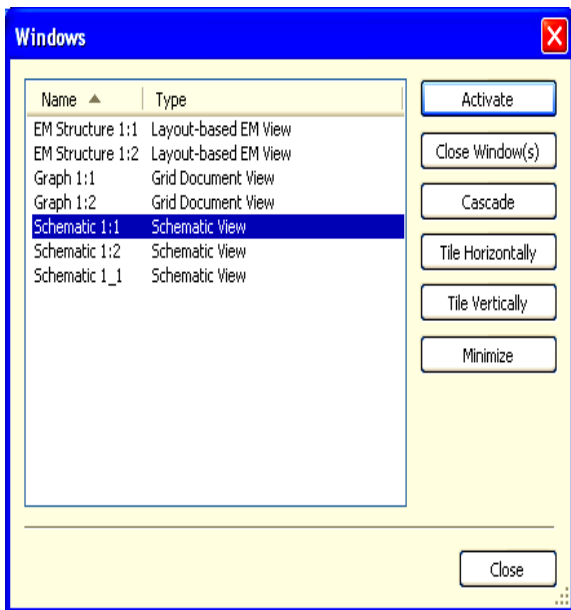 Windows
Name Type
EM Structure 1:1 Layout-based EM View
EM Structure 1:2 Layout-based EM View
Graph 1:1 Grid Document View
Graph 1:2 Grid Document View
Schematic 1:1 Schematic View
Schematic 1:2 Schematic View
Schematic 1_1 Schematic View
Activate
Close Window(s)
Cascade
Tile Horizontally
Tile Vertically
Minimize
Close